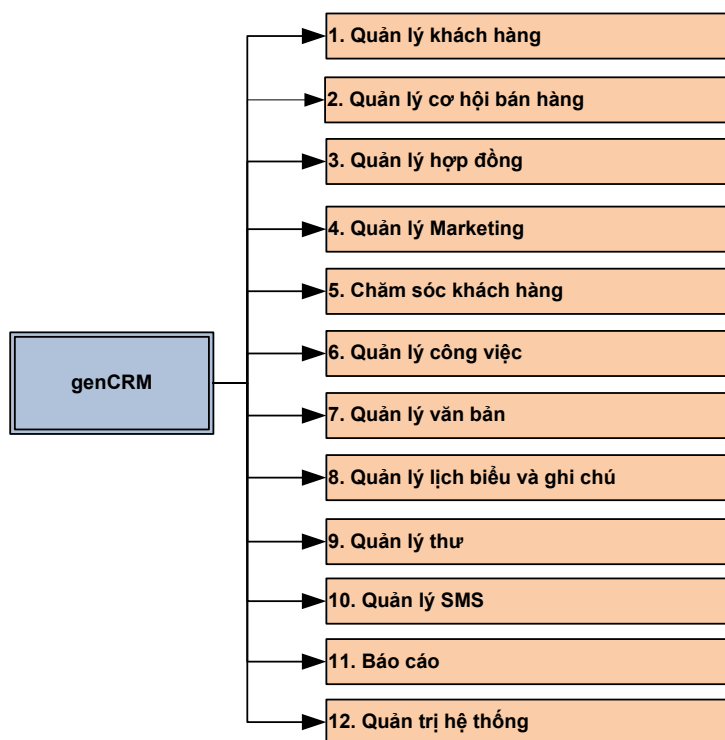 1. Quản lý khách hàng
2. Quản lý cơ hội bán hàng
3. Quản lý hợp đồng
4. Quản lý Marketing
5. Chăm sóc khách hàng
genCRM
6. Quản lý công việc
7. Quản lý văn bản
8. Quản lý lịch biểu và ghi chú
9. Quản lý thư
10. Quản lý SMS
11. Báo cáo
12. Quản trị hệ thống